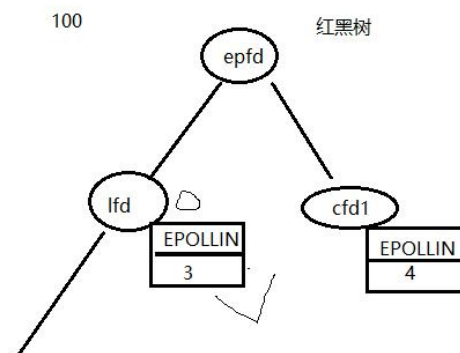 100
红黑树
epfd
lfd
cfd1
EPOLLIN
EPOLLIN
3
4